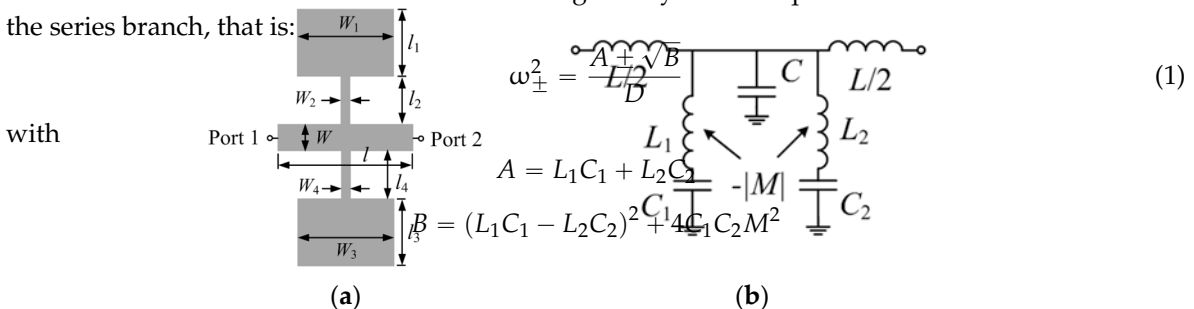 the series branch, that is:
W₁
l₁
W₂
l₂
with
Port 1
W
Port 2
l
W₄
l₄
W₃
l₃
(a)
L/2
C
L/2
L₁
L₂
-|M|
C₁
C₂
(b)
ω²± = (A ± √B) / D
(1)
A = L₁C₁ + L₂C₂
B = (L₁C₁ − L₂C₂)² + 4C₁C₂M²